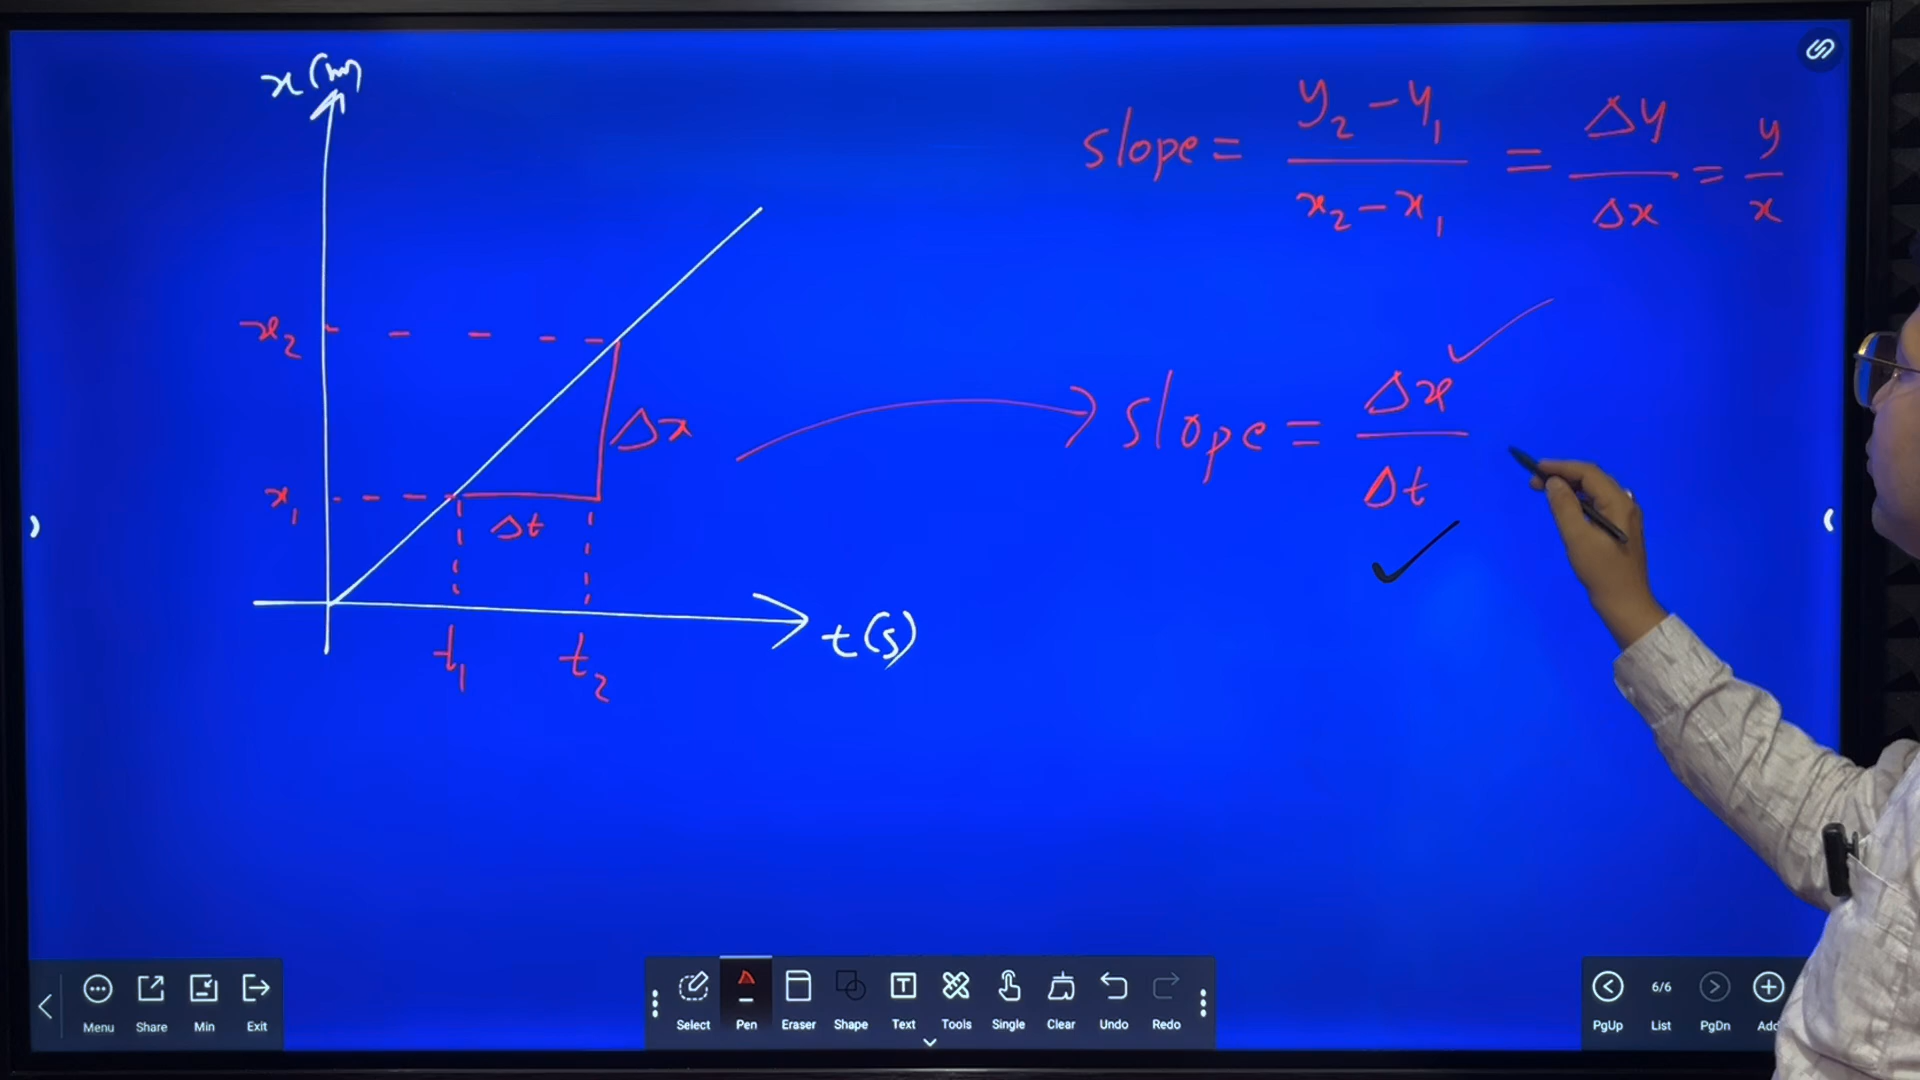 x(m)
slope = y₂ - y₁ / x₂ - x₁ = Δy / Δx = y / x
x₂
Δx
slope = Δx / Δt
x₁
Δt
t(s)
t₁ t₂
Menu Share Min Exit
Select Pen Eraser Shape Text Tools Single Clear Undo Redo
6/6
PgUp List PgDn Add